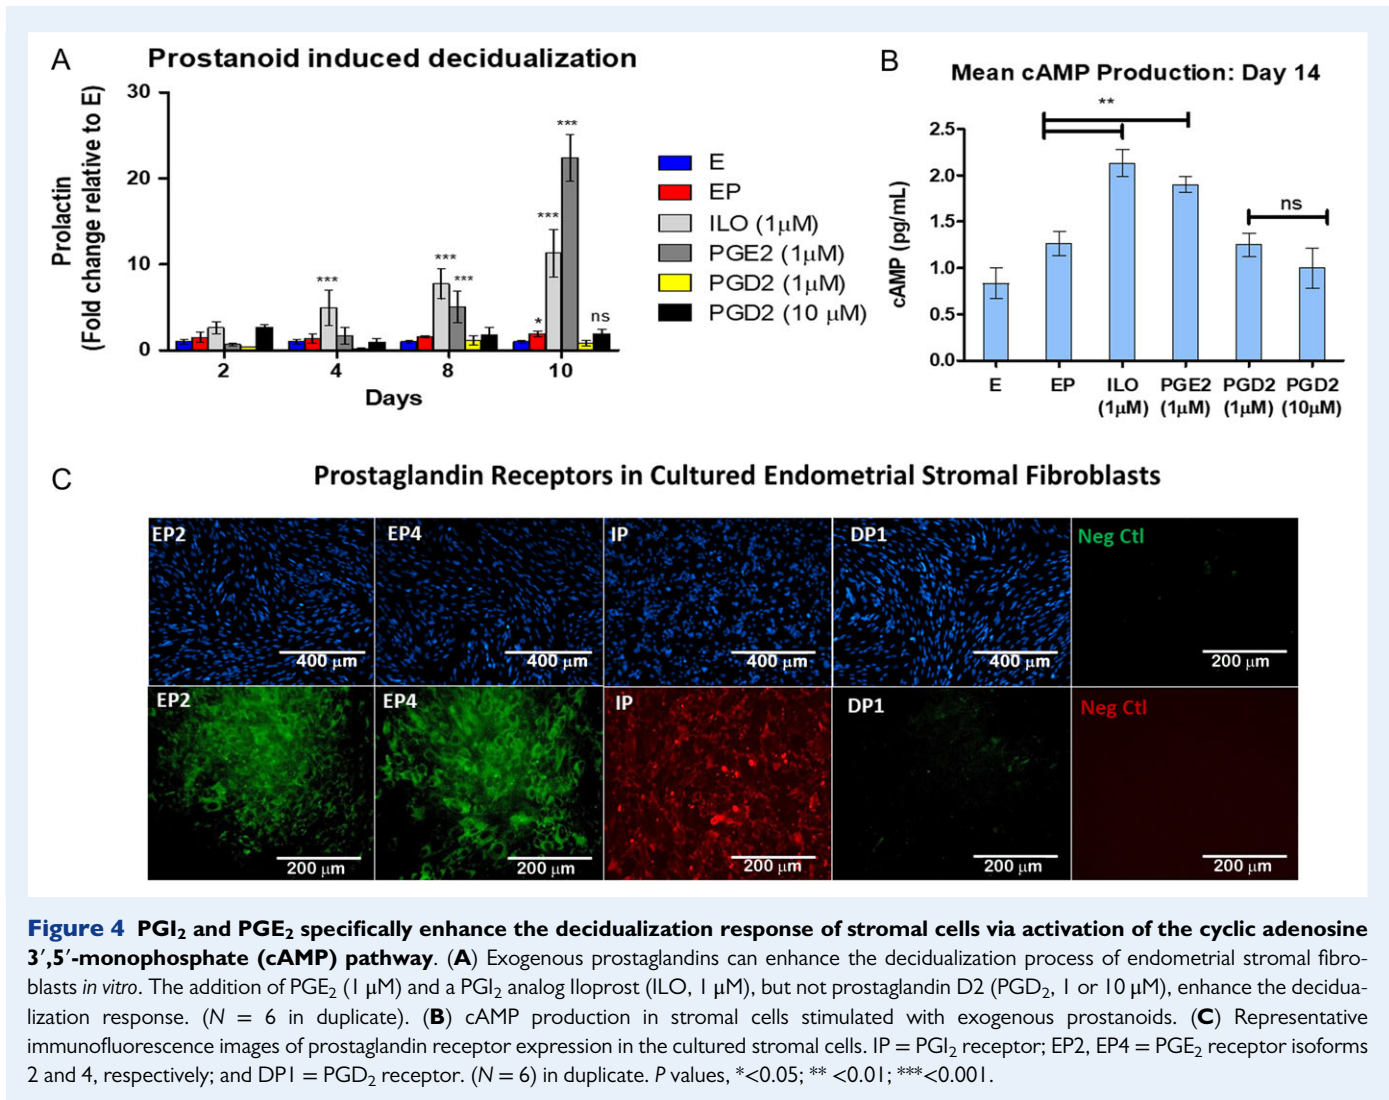 A
Prostanoid induced decidualization
Prolactin
(Fold change relative to E)
30
20
10
0
***
***
***
***
***
*
ns
2
4
8
10
Days
E
EP
ILO (1µM)
PGE2 (1µM)
PGD2 (1µM)
PGD2 (10 µM)
B
Mean cAMP Production: Day 14
cAMP (pg/mL)
2.5
2.0
1.5
1.0
0.5
0.0
**
ns
E
EP
ILO
(1µM)
PGE2
(1µM)
PGD2
(1µM)
PGD2
(10µM)
C
Prostaglandin Receptors in Cultured Endometrial Stromal Fibroblasts
EP2
EP4
IP
DP1
Neg Ctl
400 µm
400 µm
400 µm
400 µm
200 µm
EP2
EP4
IP
DP1
Neg Ctl
200 µm
200 µm
200 µm
200 µm
200 µm
Figure 4 PGI₂ and PGE₂ specifically enhance the decidualization response of stromal cells via activation of the cyclic adenosine
3′,5′-monophosphate (cAMP) pathway. (A) Exogenous prostaglandins can enhance the decidualization process of endometrial stromal fibro-
blasts in vitro. The addition of PGE₂ (1 µM) and a PGI₂ analog Iloprost (ILO, 1 µM), but not prostaglandin D2 (PGD₂, 1 or 10 µM), enhance the decidua-
lization response. (N = 6 in duplicate). (B) cAMP production in stromal cells stimulated with exogenous prostanoids. (C) Representative
immunofluorescence images of prostaglandin receptor expression in the cultured stromal cells. IP = PGI₂ receptor; EP2, EP4 = PGE₂ receptor isoforms
2 and 4, respectively; and DP1 = PGD₂ receptor. (N = 6) in duplicate. P values, *<0.05; ** <0.01; ***<0.001.